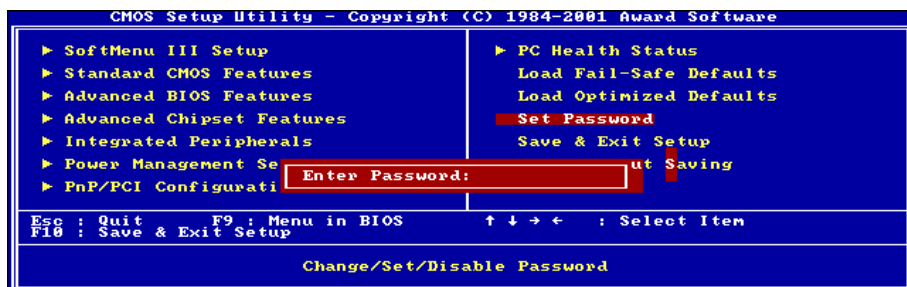 CMOS Setup Utility - Copyright (C) 1984-2001 Award Software
▶ SoftMenu III Setup
▶ Standard CMOS Features
▶ Advanced BIOS Features
▶ Advanced Chipset Features
▶ Integrated Peripherals
▶ Power Management Se
▶ PnP/PCI Configurati
▶ PC Health Status
Load Fail-Safe Defaults
Load Optimized Defaults
Set Password
Save & Exit Setup
ut Saving
Enter Password:
Esc : Quit F9 : Menu in BIOS ↑ ↓ → ← : Select Item
F10 : Save & Exit Setup
Change/Set/Disable Password